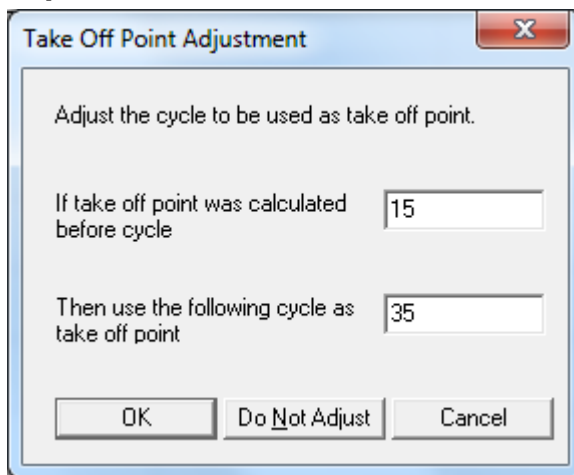 Take Off Point Adjustment
Adjust the cycle to be used as take off point.
If take off point was calculated
before cycle
15
Then use the following cycle as
take off point
35
OK
Do Not Adjust
Cancel